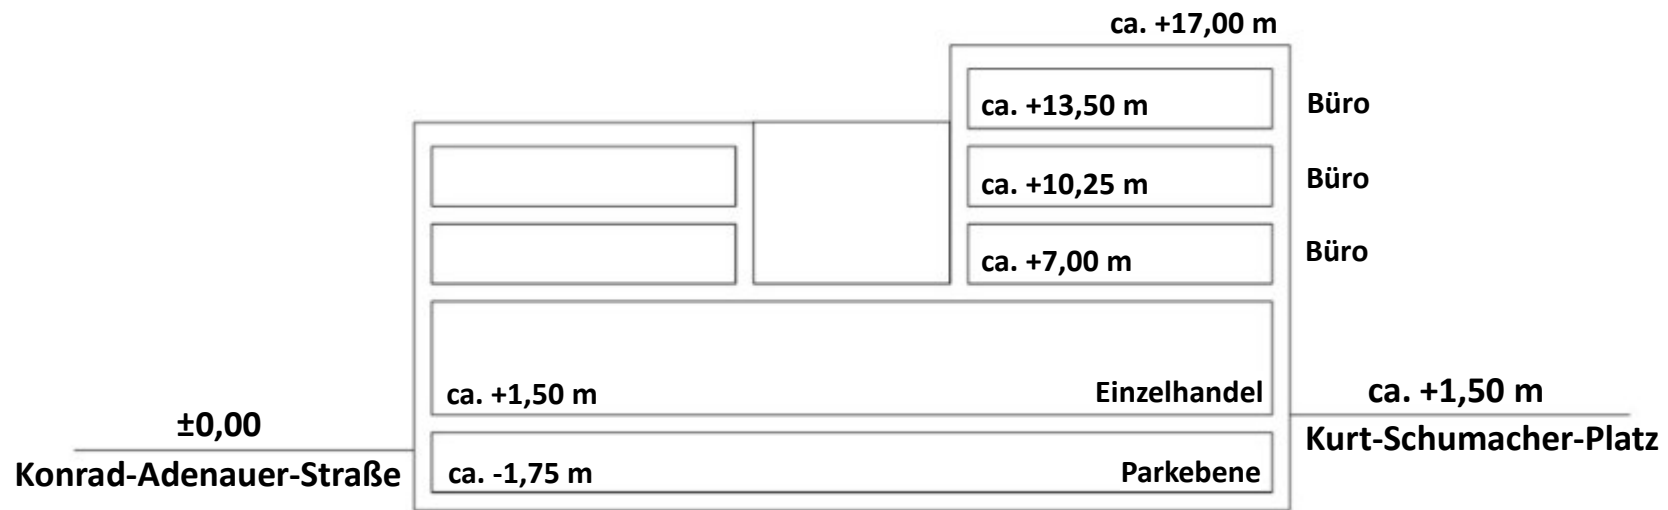 ca. +17,00 m
ca. +13,50 m Büro
ca. +10,25 m Büro
ca. +7,00 m Büro
ca. +1,50 m Einzelhandel ca. +1,50 m
±0,00 Kurt-Schumacher-Platz
Konrad-Adenauer-Straße ca. -1,75 m Parkebene